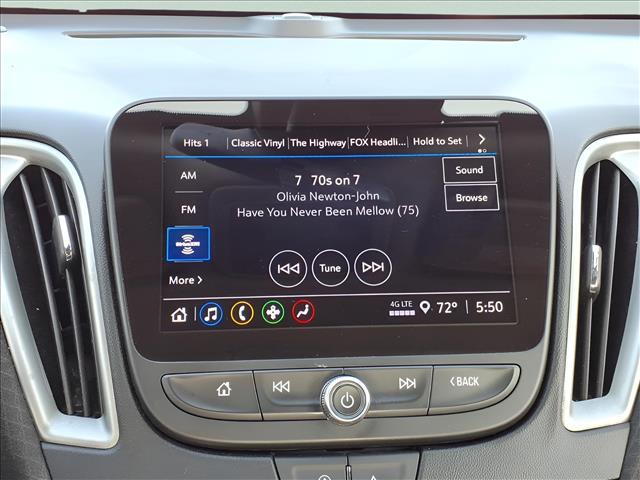 Hits 1 Classic Vinyl The Highway FOX Headli... Hold to Set >
AM
7 70s on 7
Sound
Olivia Newton-John
Browse
FM
Have You Never Been Mellow (75)
SiriusXM
More >
Tune
4G LTE 72° 5:50
<BACK